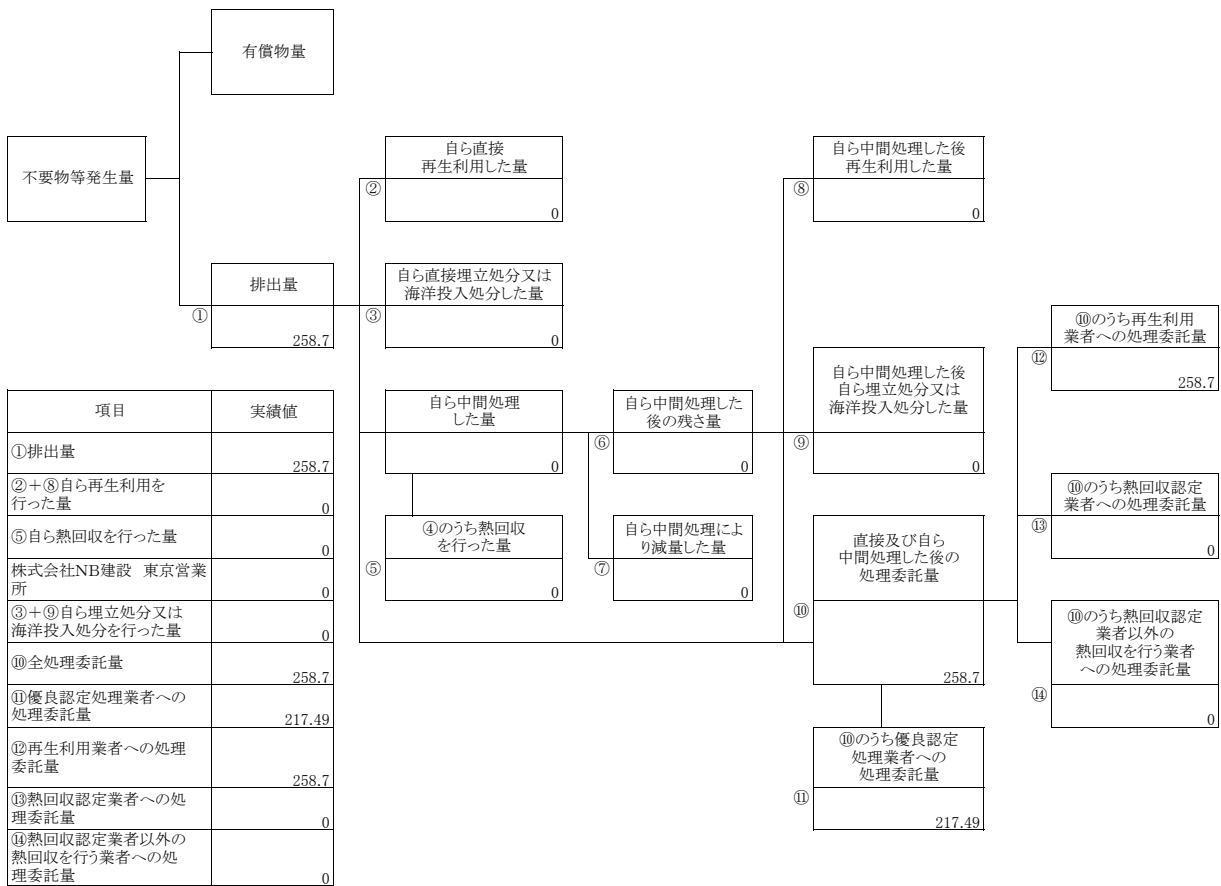 有償物量
不要物等発生量
自ら直接
再生利用した量
②
0
自ら中間処理した後
再生利用した量
⑧
0
排出量
①
258.7
自ら直接埋立処分又は
海洋投入処分した量
③
0
⑩のうち再生利用
業者への処理委託量
⑫
258.7
自ら中間処理
した量
0
自ら中間処理した
後の残さ量
⑥
0
自ら中間処理した後
自ら埋立処分又は
海洋投入処分した量
⑨
0
⑩のうち熱回収認定
業者への処理委託量
⑬
0
④のうち熱回収
を行った量
⑤
0
自ら中間処理によ
り減量した量
⑦
0
直接及び自ら
中間処理した後の
処理委託量
⑩
258.7
⑩のうち熱回収認定
業者以外の
熱回収を行う業者
への処理委託量
⑭
0
⑩のうち優良認定
処理業者への
処理委託量
⑪
217.49
項目 実績値
①排出量
258.7
②+⑧自ら再生利用を
行った量
0
⑤自ら熱回収を行った量
0
株式会社NB建設 東京営業
所
0
③+⑨自ら埋立処分又は
海洋投入処分を行った量
0
⑩全処理委託量
258.7
⑪優良認定処理業者への
処理委託量
217.49
⑫再生利用業者への処理
委託量
258.7
⑬熱回収認定業者への処
理委託量
0
⑭熱回収認定業者以外の
熱回収を行う業者への処
理委託量
0